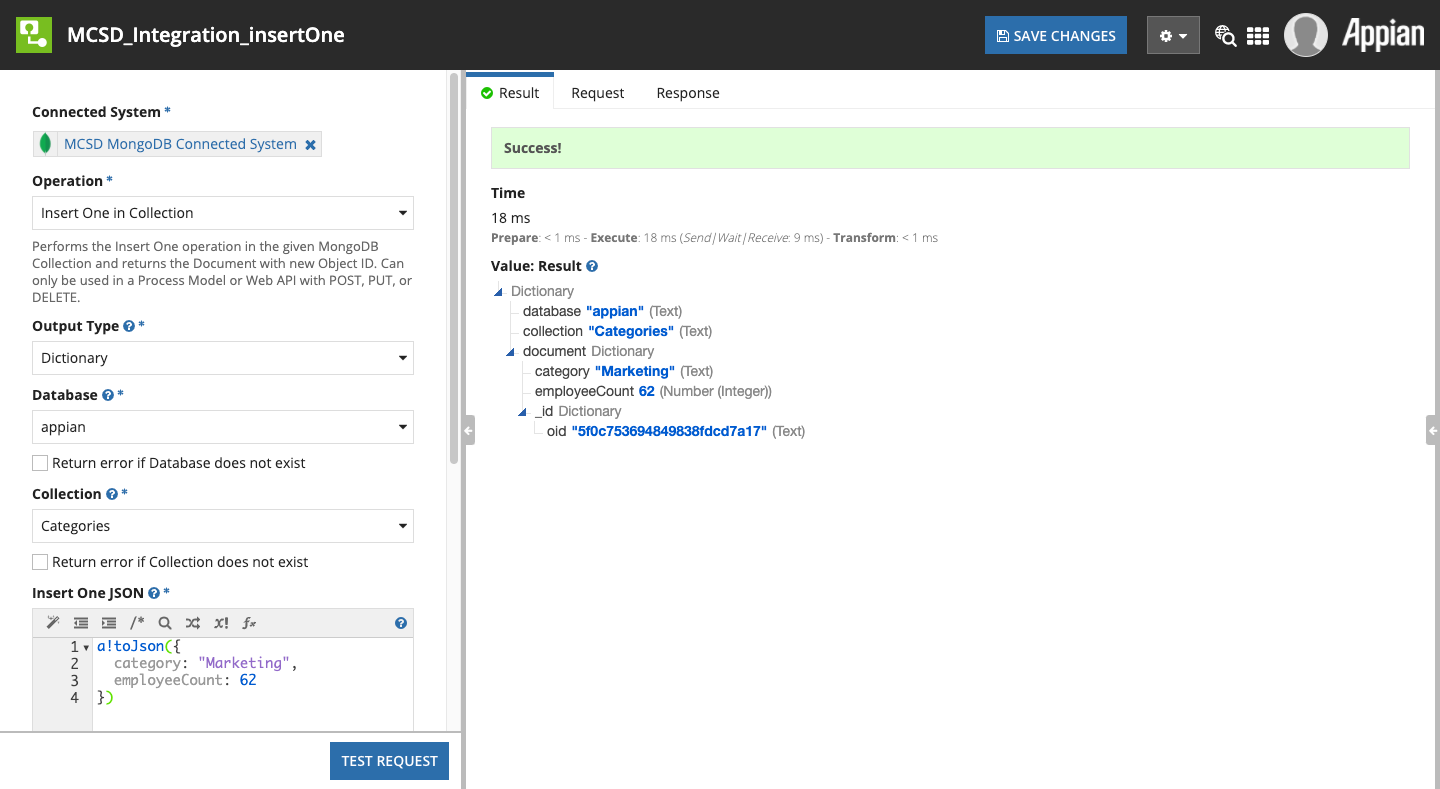 MCSD_Integration_insertOne
SAVE CHANGES
Appian
Connected System *
MCSD MongoDB Connected System
Operation *
Insert One in Collection
Performs the Insert One operation in the given MongoDB
Collection and returns the Document with new Object ID. Can
only be used in a Process Model or Web API with POST, PUT, or
DELETE.
Output Type ? *
Dictionary
Database ? *
appian
Return error if Database does not exist
Collection ? *
Categories
Return error if Collection does not exist
Insert One JSON ? *
/* x! fx ?
1 a!toJson({
2 category: "Marketing",
3 employeeCount: 62
4 })
TEST REQUEST
Result Request Response
Success!
Time
18 ms
Prepare: < 1 ms - Execute: 18 ms (Send|Wait|Receive: 9 ms) - Transform: < 1 ms
Value: Result ?
Dictionary
database "appian" (Text)
collection "Categories" (Text)
document Dictionary
category "Marketing" (Text)
employeeCount 62 (Number (Integer))
_id Dictionary
oid "5f0c753694849838fdcd7a17" (Text)